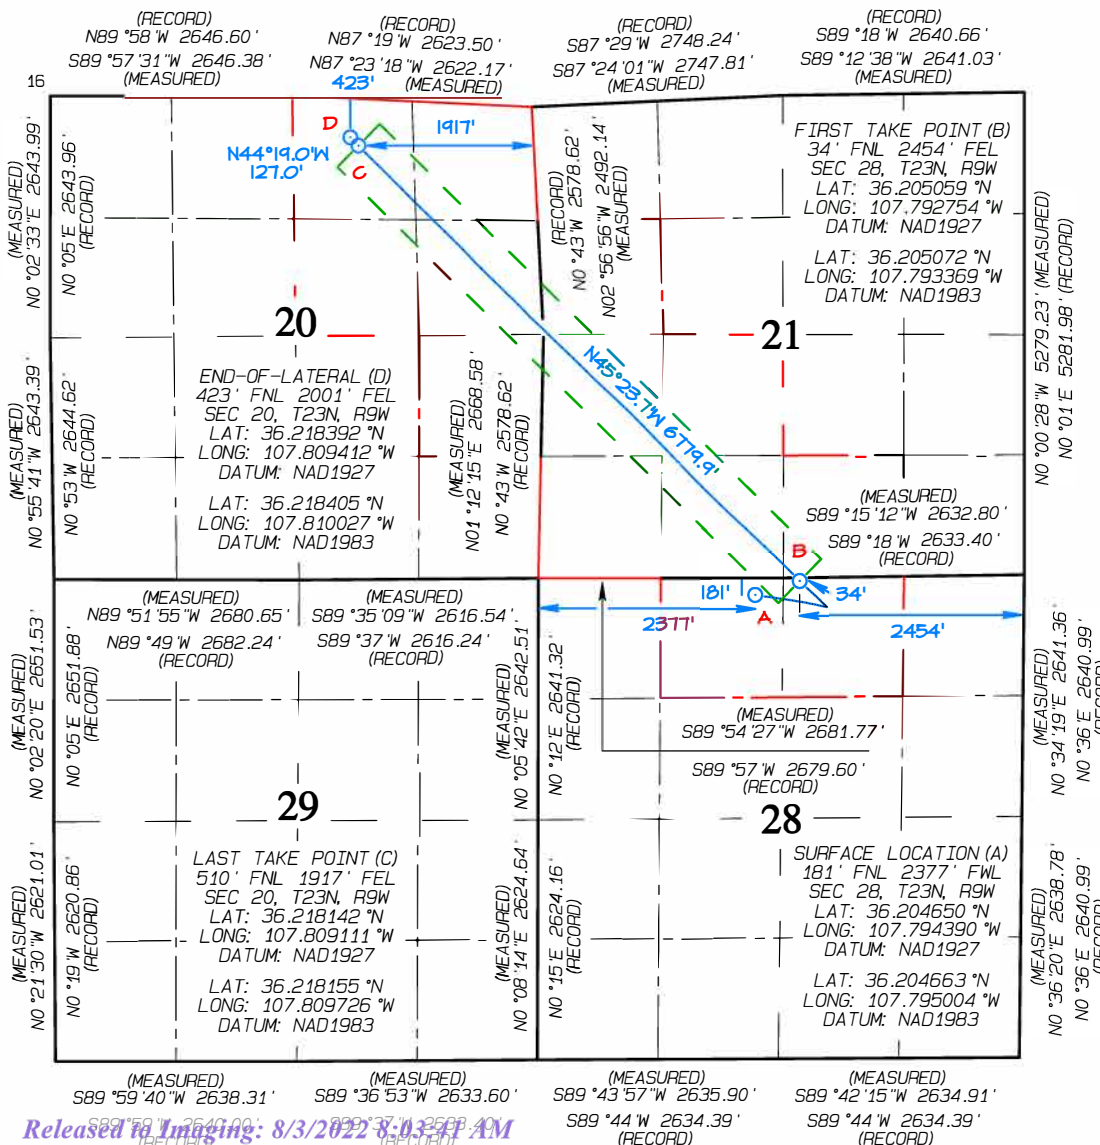 (RECORD)
N89°58'W 2646.60'
S89°57'31"W 2646.38'
(MEASURED)
(RECORD)
N87°19'W 2623.50'
N87°23'18"W 2622.17'
(MEASURED)
(RECORD)
S87°29'W 2748.24'
S87°24'01"W 2747.81'
(MEASURED)
(RECORD)
S89°18'W 2640.66'
S89°12'38"W 2641.03'
(MEASURED)
16
423'
D
N44°19.0'W
127.0'
C
1917'
(MEASURED)
N0°02'33"E 2643.99'
N0°05'E 2643.96'
(RECORD)
(RECORD)
N0°43'W 2578.62'
N02°56'56"W 2492.14'
(MEASURED)
FIRST TAKE POINT (B)
34' FNL 2454' FEL
SEC 28, T23N, R9W
LAT: 36.205059°N
LONG: 107.792754°W
DATUM: NAD1927
LAT: 36.205072°N
LONG: 107.793369°W
DATUM: NAD1983
N0°00'28"W 5279.23' (MEASURED)
N0°01'E 5281.98' (RECORD)
20
21
N45°23.7'W 6779.9'
END-OF-LATERAL (D)
423' FNL 2001' FEL
SEC 20, T23N, R9W
LAT: 36.218392°N
LONG: 107.809412°W
DATUM: NAD1927
LAT: 36.218405°N
LONG: 107.810027°W
DATUM: NAD1983
(MEASURED)
N0°55'41"W 2643.39'
N0°53'W 2644.62'
(RECORD)
(MEASURED)
N01°12'15"E 2668.58'
N0°43'W 2578.62'
(RECORD)
(MEASURED)
S89°15'12"W 2632.80'
S89°18'W 2633.40'
(RECORD)
B
34'
181'
A
2377'
2454'
(MEASURED)
N89°51'55"W 2680.65'
N89°49'W 2682.24'
(RECORD)
(MEASURED)
S89°35'09"W 2616.54'
S89°37'W 2616.24'
(RECORD)
(MEASURED)
N0°02'20"E 2651.53'
N0°05'E 2651.88'
(RECORD)
(MEASURED)
N0°05'42"E 2642.51'
N0°12'E 2641.32'
(RECORD)
(MEASURED)
S89°54'27"W 2681.77'
S89°57'W 2679.60'
(RECORD)
(MEASURED)
N0°34'19"E 2641.36'
N0°36'E 2640.99'
(RECORD)
29
28
LAST TAKE POINT (C)
510' FNL 1917' FEL
SEC 20, T23N, R9W
LAT: 36.218142°N
LONG: 107.809111°W
DATUM: NAD1927
LAT: 36.218155°N
LONG: 107.809726°W
DATUM: NAD1983
SURFACE LOCATION (A)
181' FNL 2377' FWL
SEC 28, T23N, R9W
LAT: 36.204650°N
LONG: 107.794390°W
DATUM: NAD1927
LAT: 36.204663°N
LONG: 107.795004°W
DATUM: NAD1983
(MEASURED)
N0°21'30"W 2621.01'
N0°19'W 2620.86'
(RECORD)
(MEASURED)
N0°08'14"E 2624.64'
N0°15'E 2624.16'
(RECORD)
(MEASURED)
N0°36'20"E 2638.78'
N0°36'E 2640.99'
(RECORD)
(MEASURED)
S89°59'40"W 2638.31'
(MEASURED)
S89°36'53"W 2633.60'
(MEASURED)
S89°43'57"W 2635.90'
S89°44'W 2634.39'
(RECORD)
(MEASURED)
S89°42'15"W 2634.91'
S89°44'W 2634.39'
(RECORD)
Released to Imaging: 8/3/2022 8:03:41 AM